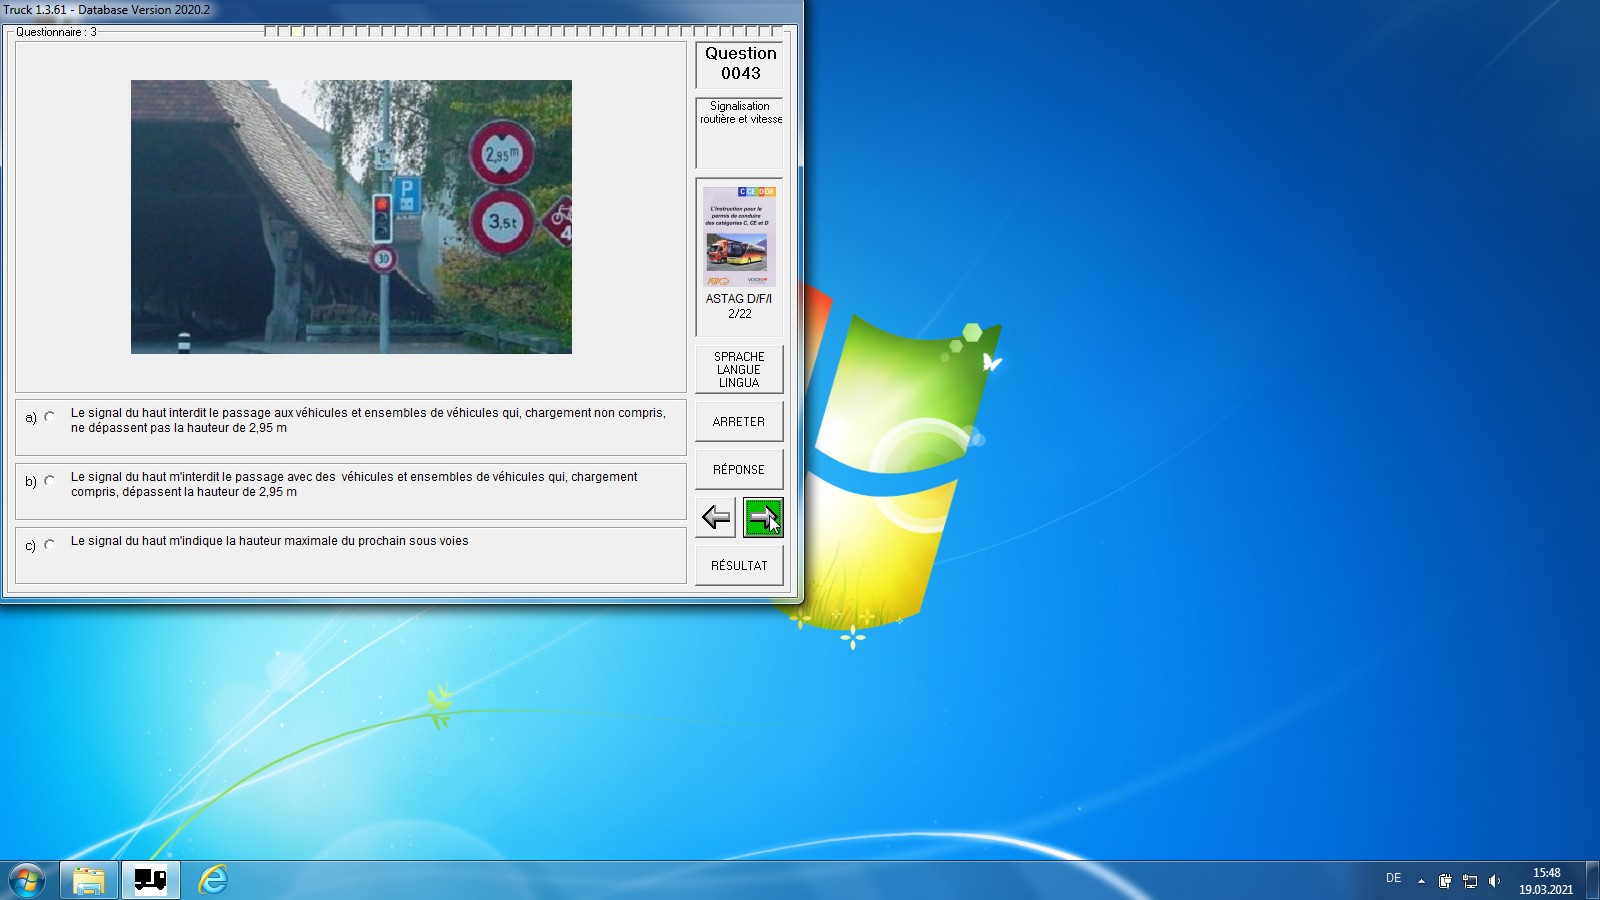 Truck 1.3.61 - Database Version 2020.2
Questionnaire : 3
Question
0043
Signalisation
routière et vitesse
2,95 m
P
3,5 t
30
4
C CE D DE
L'instruction pour le
permis de conduire
des catégories C, CE et D
ASTAG D/F/I
2/22
SPRACHE
LANGUE
LINGUA
ARRETER
RÉPONSE
RÉSULTAT
a) Le signal du haut interdit le passage aux véhicules et ensembles de véhicules qui, chargement non compris,
ne dépassent pas la hauteur de 2,95 m
b) Le signal du haut m'interdit le passage avec des  véhicules et ensembles de véhicules qui, chargement
compris, dépassent la hauteur de 2,95 m
c) Le signal du haut m'indique la hauteur maximale du prochain sous voies
DE
15:48
19.03.2021